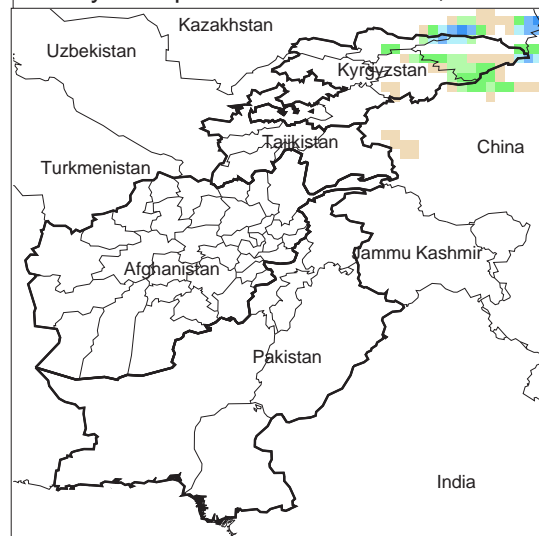 Kazakhstan
Uzbekistan
Kyrgyzstan
Tajikistan
China
Turkmenistan
Jammu Kashmir
Afghanistan
Pakistan
India